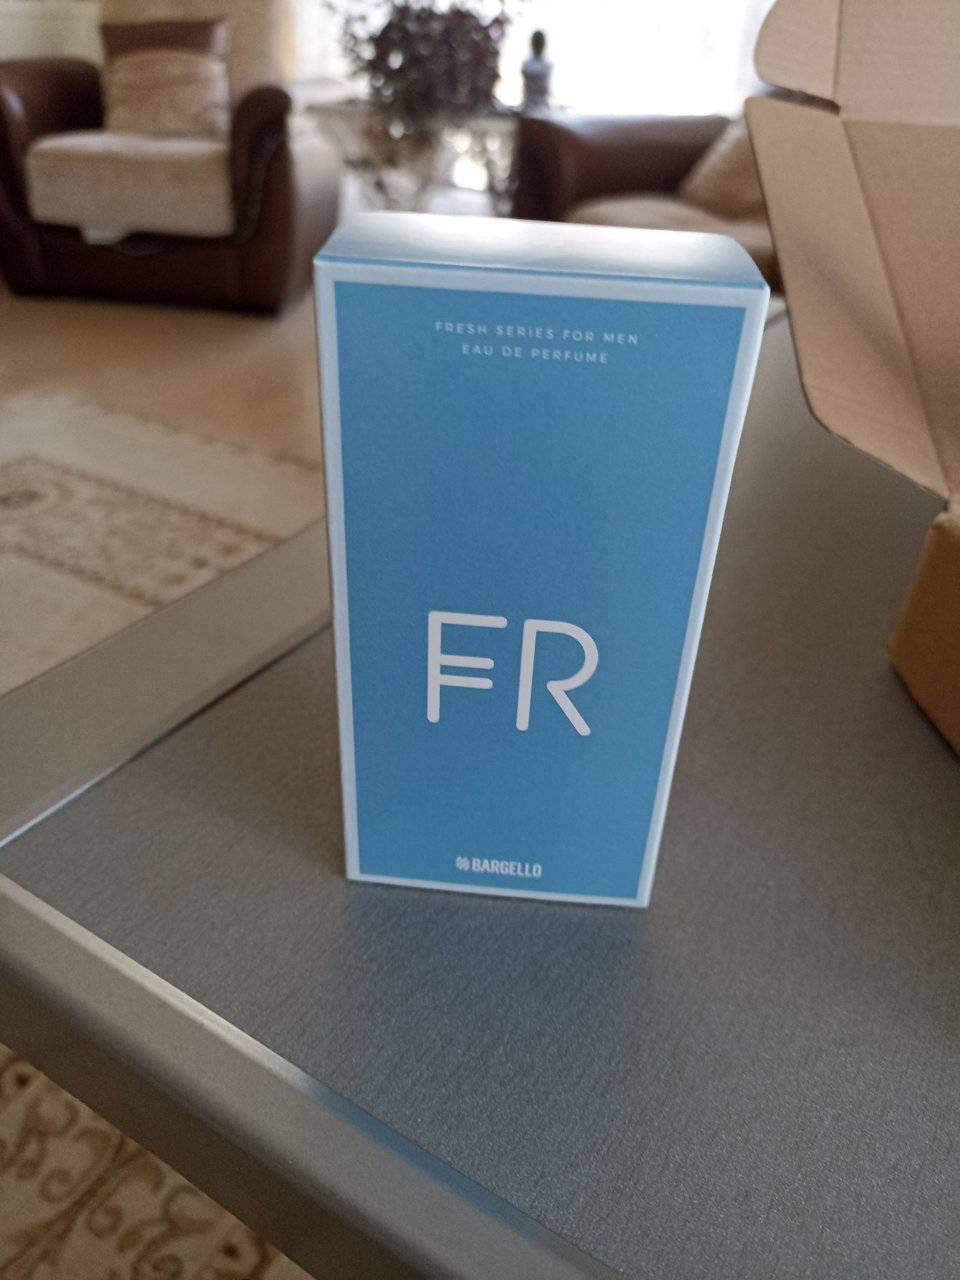 FRESH SERIES FOR MEN
EAU DE PERFUME
FR
BARGELLO